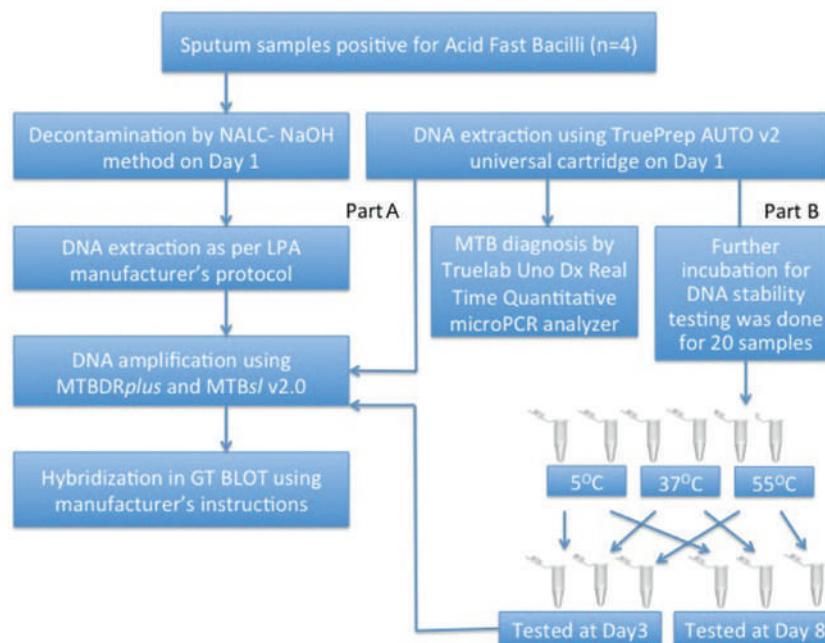 Sputum samples positive for Acid Fast Bacilli (n=4)
Decontamination by NALC- NaOH
method on Day 1
DNA extraction using TruePrep AUTO v2
universal cartridge on Day 1
Part A
Part B
DNA extraction as per LPA
manufacturer's protocol
MTB diagnosis by
Truelab Uno Dx Real
Time Quantitative
microPCR analyzer
Further
incubation for
DNA stability
testing was done
for 20 samples
DNA amplification using
MTBDRplus and MTBsl v2.0
Hybridization in GT BLOT using
manufacturer's instructions
5⁰C
37⁰C
55⁰C
Tested at Day3
Tested at Day 8